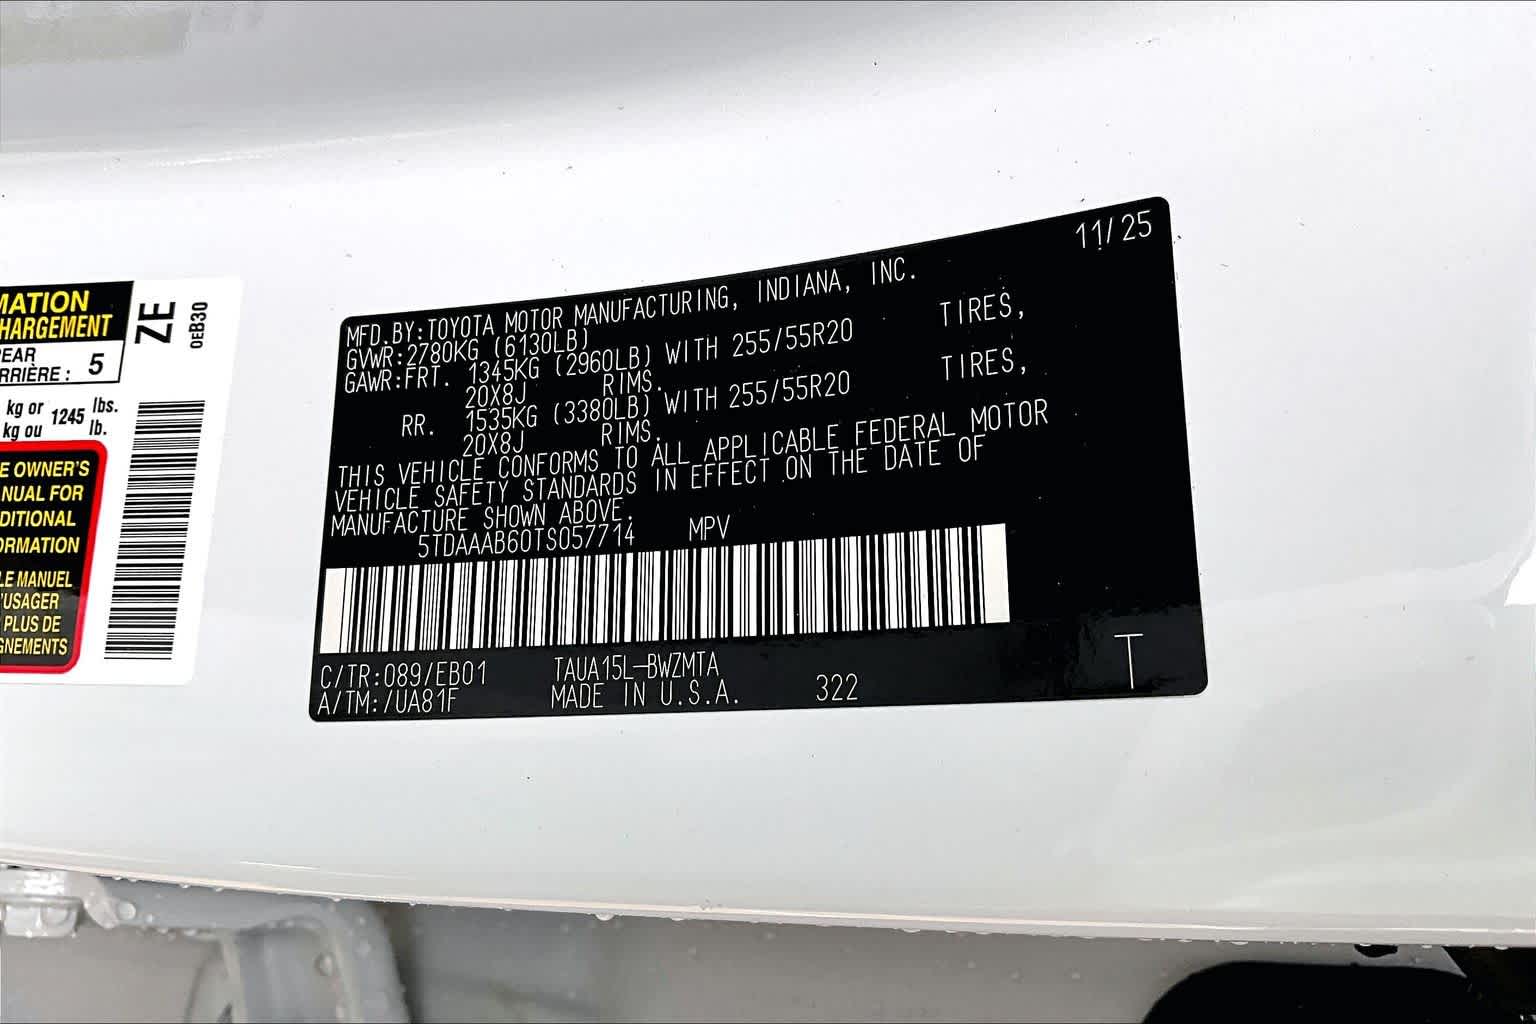 MATION
HARGEMENT
REAR
RRIÈRE : 5
kg or 1245 lbs.
kg ou lb.
E OWNER'S
NUAL FOR
DITIONAL
ORMATION
LE MANUEL
'USAGER
PLUS DE
GNEMENTS
ZE
0EB30
11/25
MFD.BY:TOYOTA MOTOR MANUFACTURING, INDIANA, INC.
GVWR:2780KG (6130LB)
GAWR:FRT. 1345KG (2960LB) WITH 255/55R20 TIRES,
20X8J RIMS.
RR. 1535KG (3380LB) WITH 255/55R20 TIRES,
20X8J RIMS.
THIS VEHICLE CONFORMS TO ALL APPLICABLE FEDERAL MOTOR
VEHICLE SAFETY STANDARDS IN EFFECT ON THE DATE OF
MANUFACTURE SHOWN ABOVE.
5TDAAAB60TS057714 MPV
C/TR:089/EB01 TAUA15L-BWZMTA
A/TM:/UA81F MADE IN U.S.A. 322
T